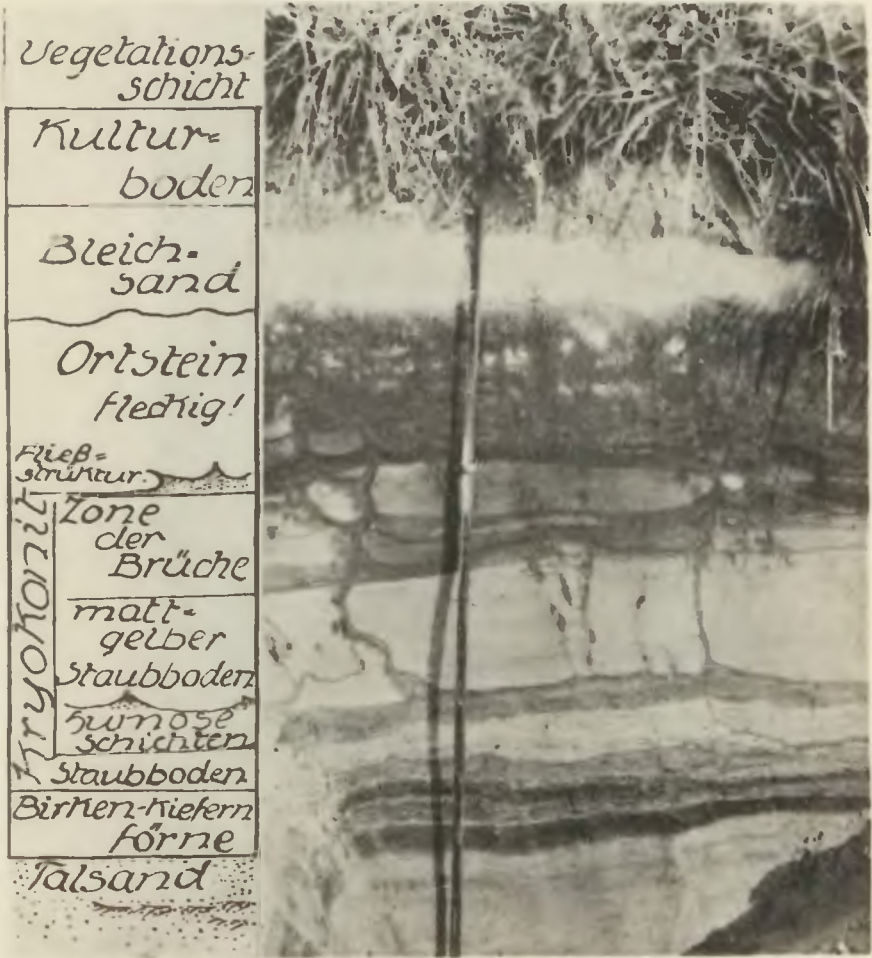 Vegetations-
schicht
Kultur=
boden
Bleich-
sand
Ortstein
fleckig!
Fließ=
struktur
Kryokonit
Zone
der
Brüche
matt=
gelber
Staubboden
humose
schichten
Staubboden
Birken-Kiefern
förne
Talsand